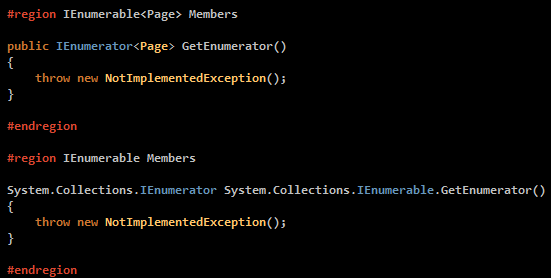 #region IEnumerable<Page> Members
public IEnumerator<Page> GetEnumerator()
{
    throw new NotImplementedException();
}
#endregion
#region IEnumerable Members
System.Collections.IEnumerator System.Collections.IEnumerable.GetEnumerator()
{
    throw new NotImplementedException();
}
#endregion